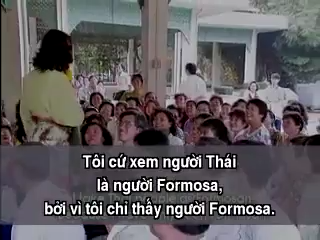 Tôi cứ xem người Thái
là người Formosa,
bởi vì tôi chỉ thấy người Formosa.